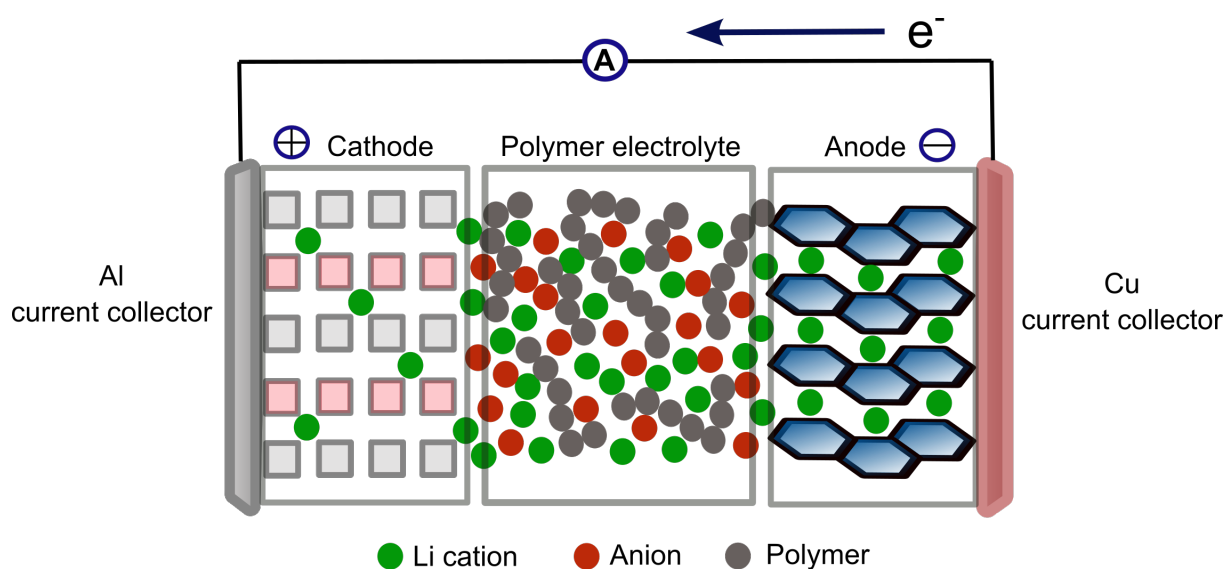 e-
A
Cathode
Polymer electrolyte
Anode
Al
current collector
Cu
current collector
Li cation
Anion
Polymer